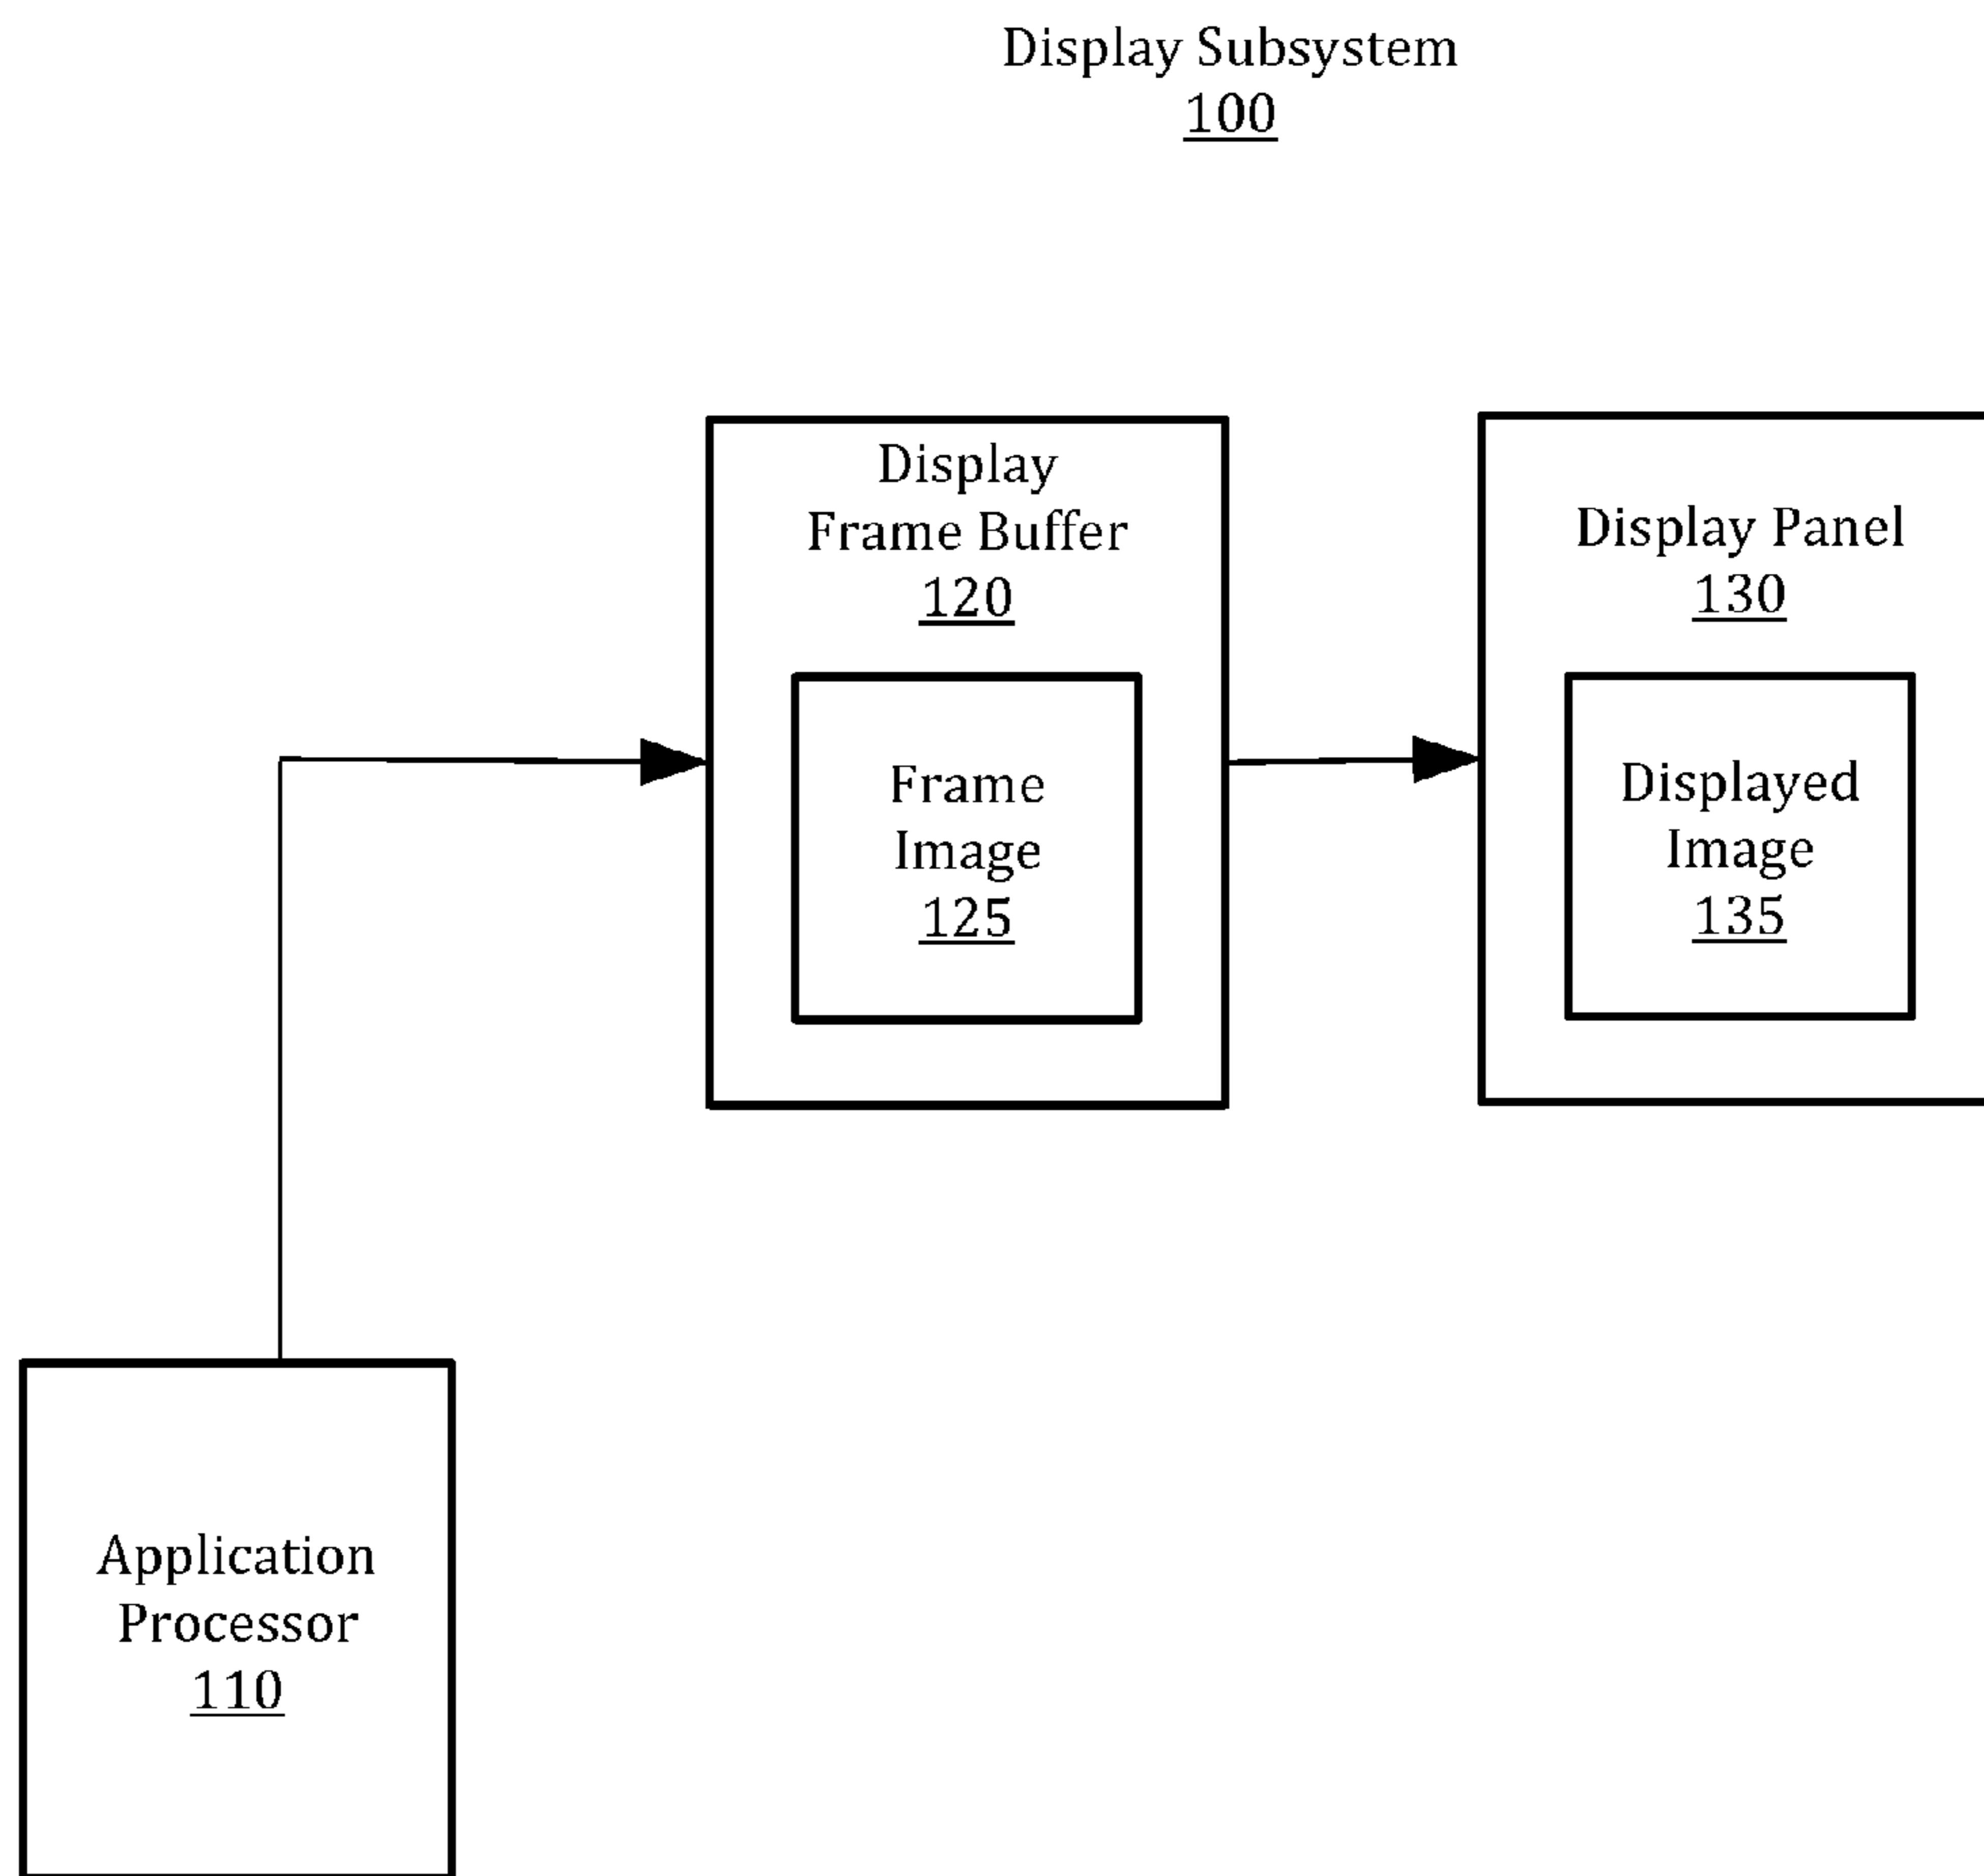 Display Subsystem
100
Display
Frame Buffer
120
Frame
Image
125
Display Panel
130
Displayed
Image
135
Application
Processor
110